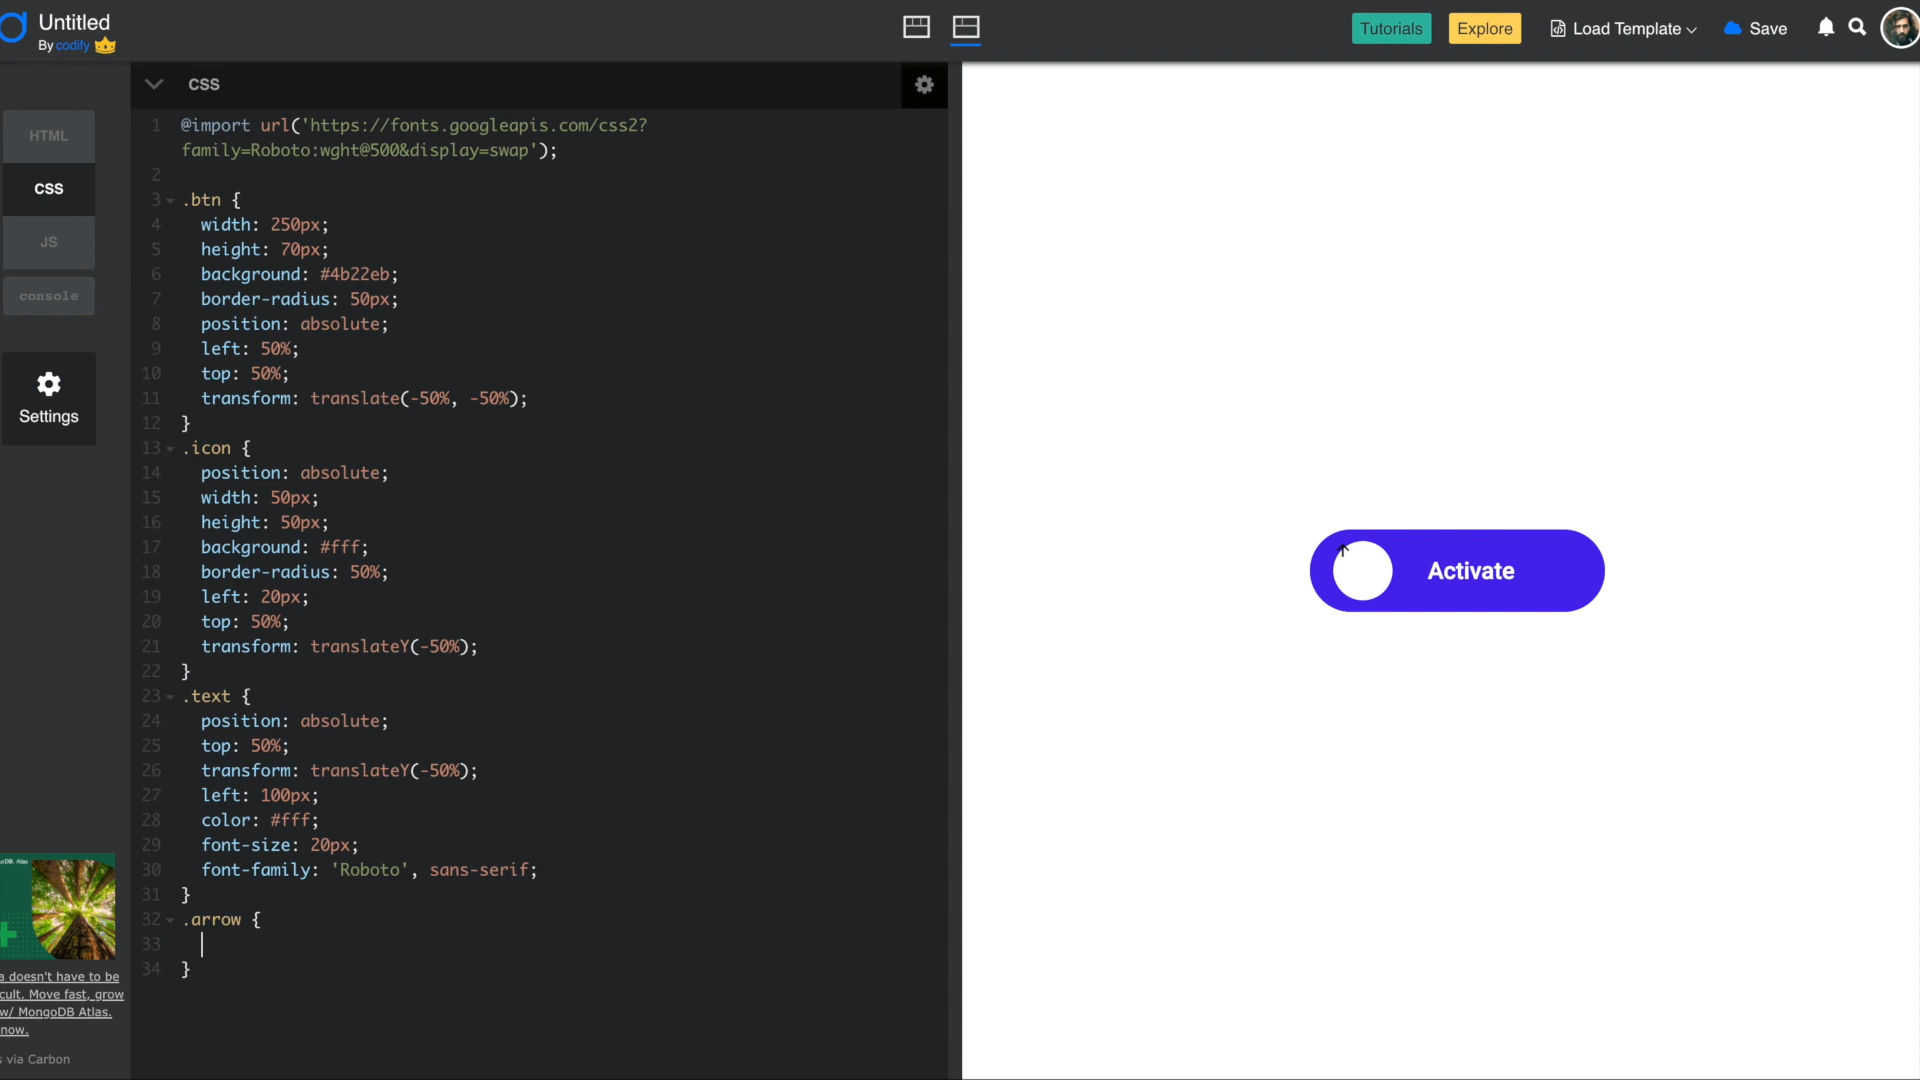 Untitled
By codify
Tutorials
Explore
Load Template
Save
HTML
CSS
JS
console
Settings
CSS
1 @import url('https://fonts.googleapis.com/css2?
family=Roboto:wght@500&display=swap');
2
3 .btn {
4 width: 250px;
5 height: 70px;
6 background: #4b22eb;
7 border-radius: 50px;
8 position: absolute;
9 left: 50%;
10 top: 50%;
11 transform: translate(-50%, -50%);
12 }
13 .icon {
14 position: absolute;
15 width: 50px;
16 height: 50px;
17 background: #fff;
18 border-radius: 50%;
19 left: 20px;
20 top: 50%;
21 transform: translateY(-50%);
22 }
23 .text {
24 position: absolute;
25 top: 50%;
26 transform: translateY(-50%);
27 left: 100px;
28 color: #fff;
29 font-size: 20px;
30 font-family: 'Roboto', sans-serif;
31 }
32 .arrow {
33
34 }
Activate
a doesn't have to be
cult. Move fast, grow
w/ MongoDB Atlas.
now.
s via Carbon